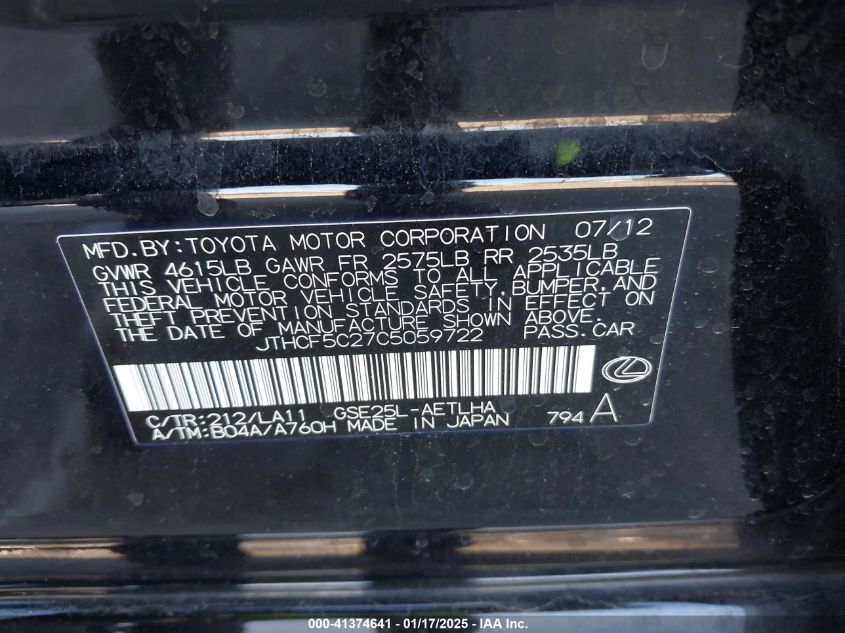 MFD.BY:TOYOTA MOTOR CORPORATION 07/12
GVWR 4615LB GAWR FR 2575LB RR 2535LB
THIS VEHICLE CONFORMS TO ALL APPLICABLE
FEDERAL MOTOR VEHICLE SAFETY,BUMPER,AND
THEFT PREVENTION STANDARDS IN EFFECT ON
THE DATE OF MANUFACTURE SHOWN ABOVE.
JTHCF5C27C5059722 PASS.CAR
C/TR:212/LA11 GSE25L-AETLHA
A/TM:B04A/A760H MADE IN JAPAN 794 A
000-41374641 - 01/17/2025 - IAA Inc.